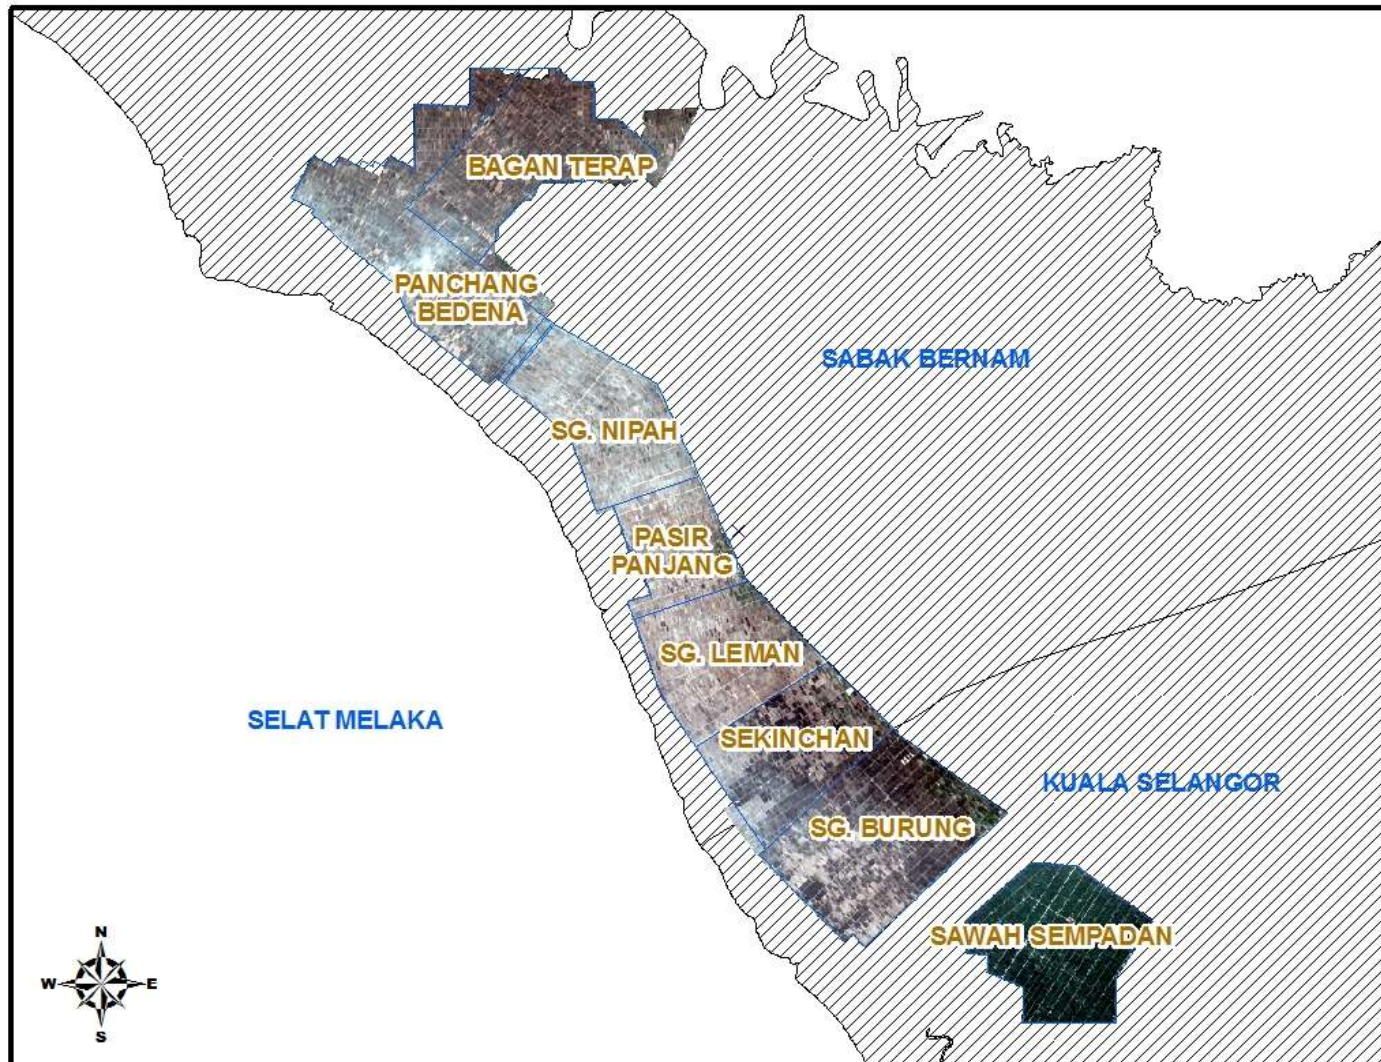 BAGAN TERAP
PANCHANG
BEDENA
SABAK BERNAM
SG. NIPAH
PASIR
PANJANG
SG. LEMAN
SELAT MELAKA
SEKINCHAN
KUALA SELANGOR
SG. BURUNG
SAWAH SEMPADAN
N
W
E
S